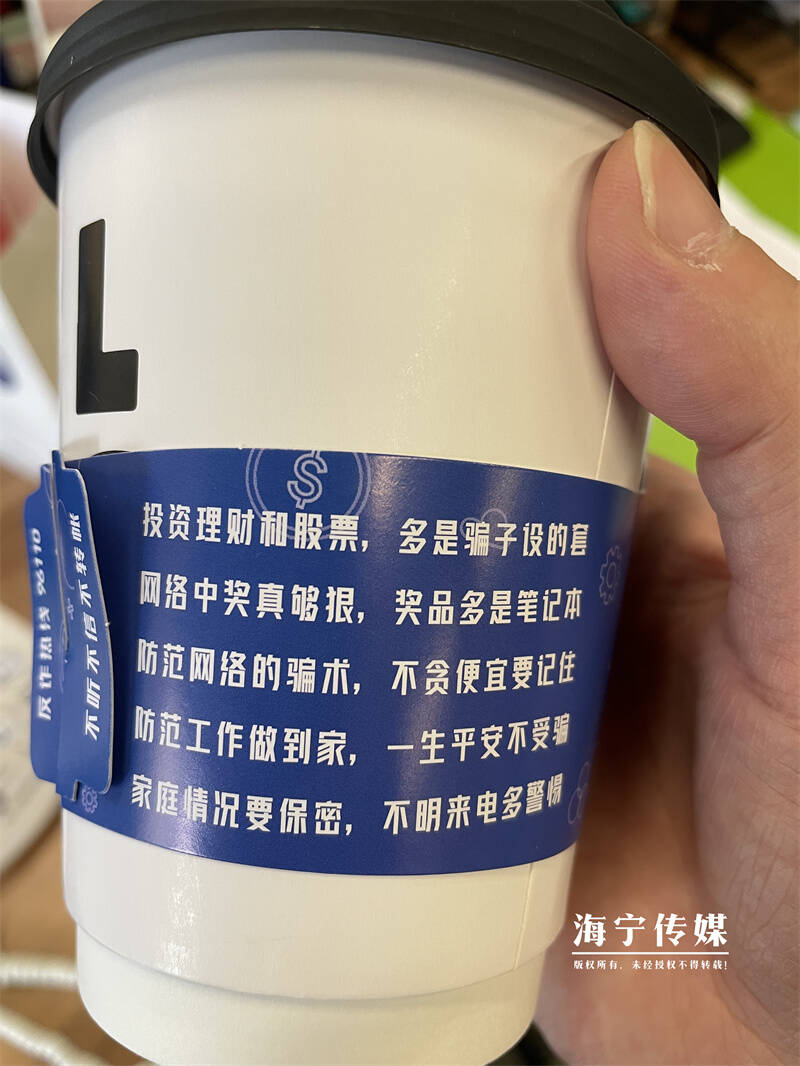 L
$
投资理财和股票，多是骗子设的套
网络中奖真够狠，奖品多是笔记本
防范网络的骗术，不贪便宜要记住
防范工作做到家，一生平安不受骗
家庭情况要保密，不明来电多警惕
反诈热线 96110
不听不信不转帐
海宁传媒
版权所有，未经授权不得转载！